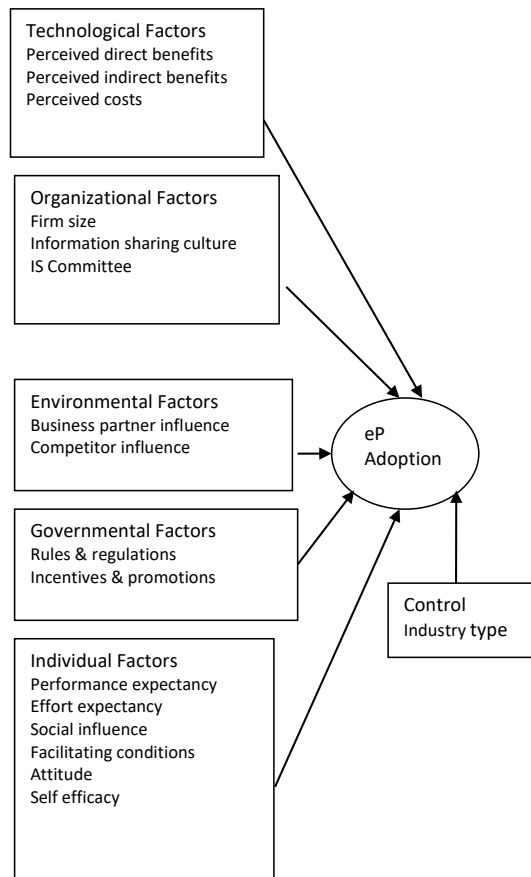 Technological Factors
Perceived direct benefits
Perceived indirect benefits
Perceived costs
Organizational Factors
Firm size
Information sharing culture
IS Committee
Environmental Factors
Business partner influence
Competitor influence
eP
Adoption
Governmental Factors
Rules & regulations
Incentives & promotions
Control
Industry type
Individual Factors
Performance expectancy
Effort expectancy
Social influence
Facilitating conditions
Attitude
Self efficacy